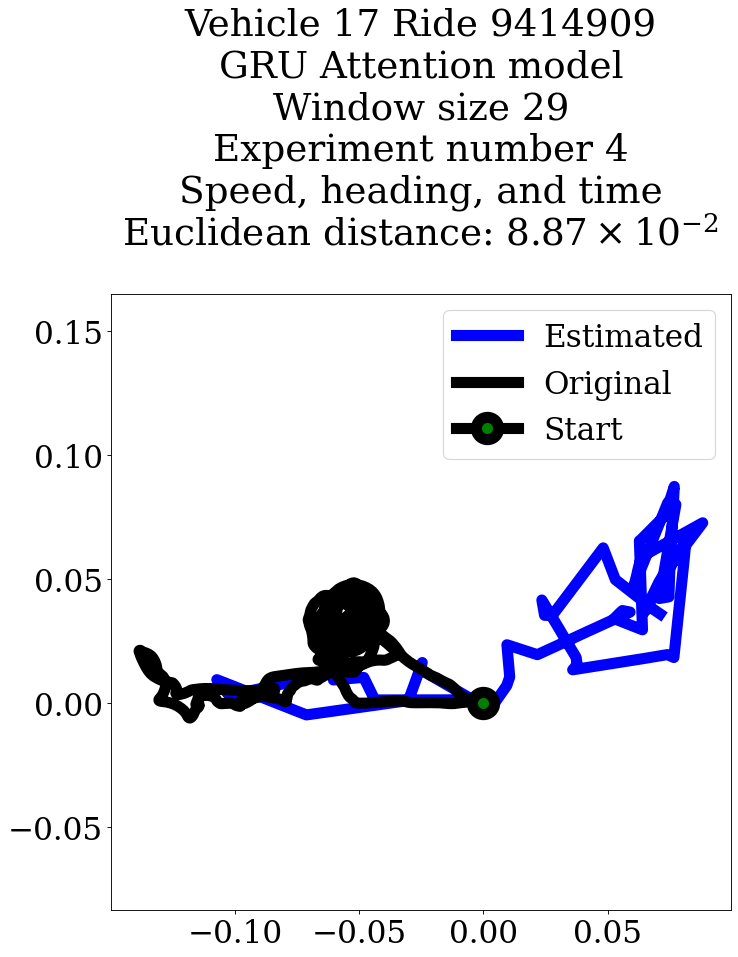 Vehicle 17 Ride 9414909
GRU Attention model
Window size 29
Experiment number 4
Speed, heading, and time
Euclidean distance: 8.87 × 10⁻²
Estimated
Original
Start
0.15
0.10
0.05
0.00
−0.05
−0.10
−0.05
0.00
0.05